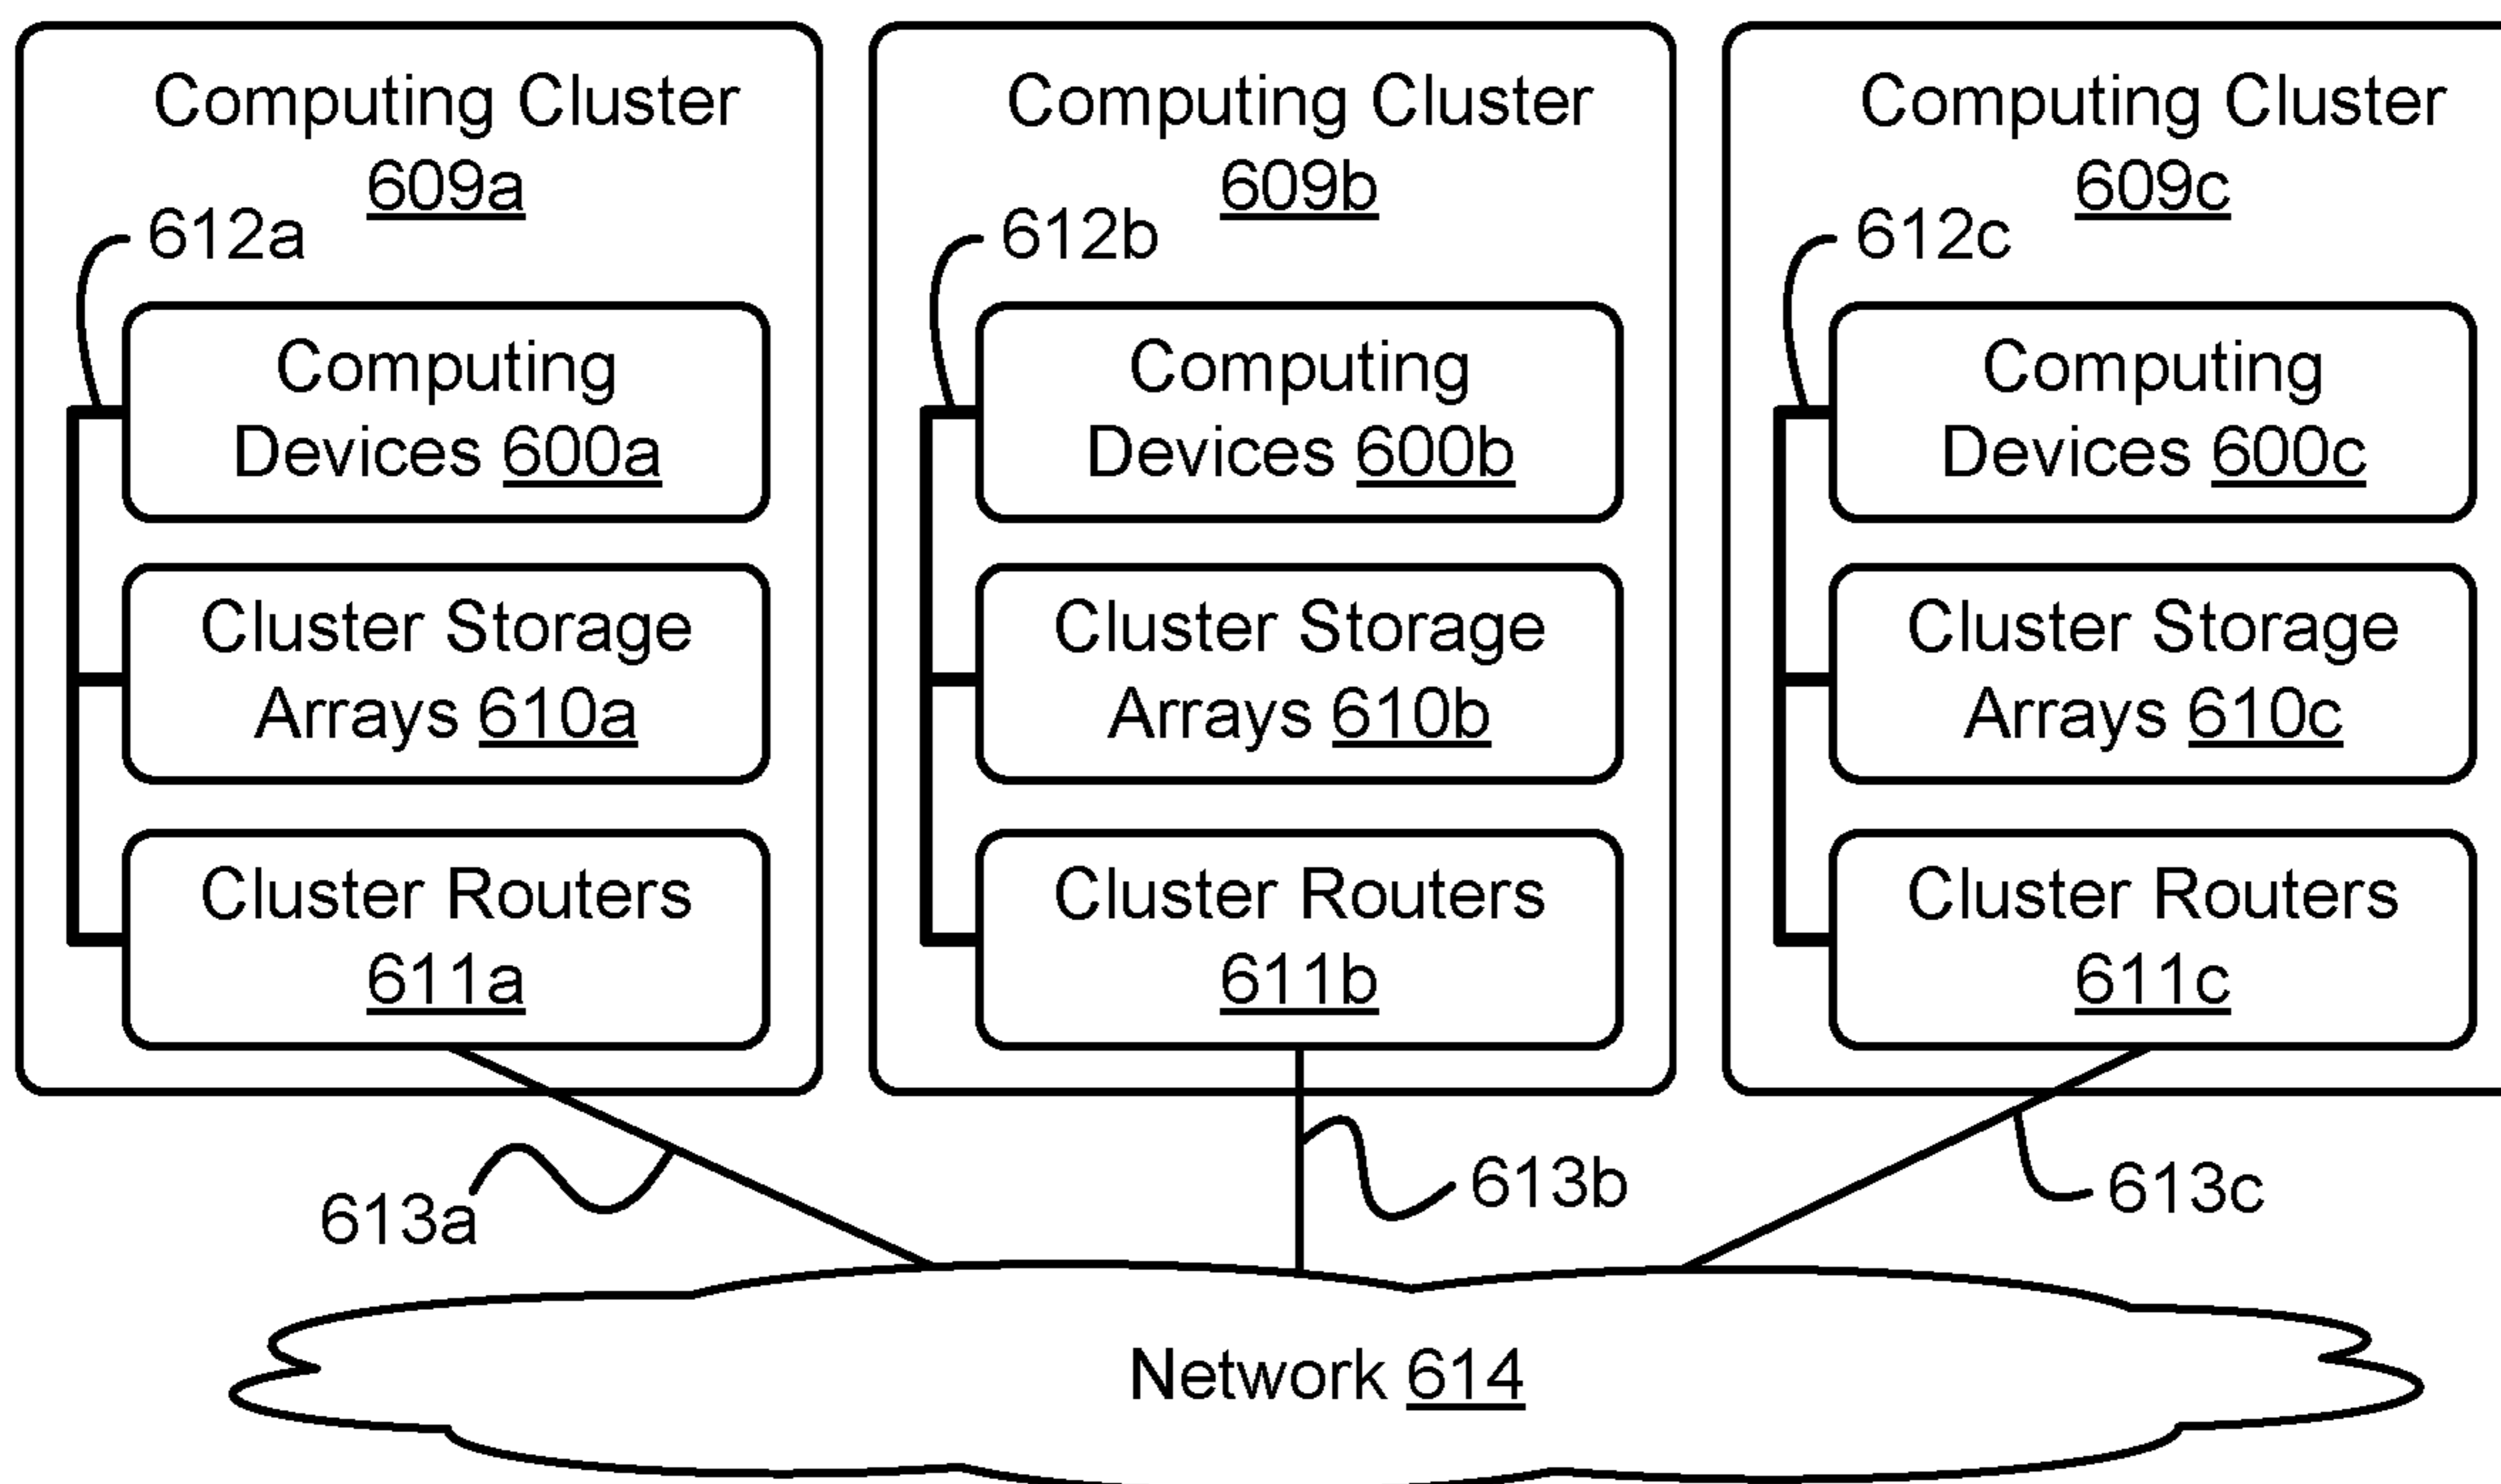 Computing Cluster
609a
612a
Computing
Devices 600a
Cluster Storage
Arrays 610a
Cluster Routers
611a
Computing Cluster
609b
612b
Computing
Devices 600b
Cluster Storage
Arrays 610b
Cluster Routers
611b
Computing Cluster
609c
612c
Computing
Devices 600c
Cluster Storage
Arrays 610c
Cluster Routers
611c
613a
613b
613c
Network 614